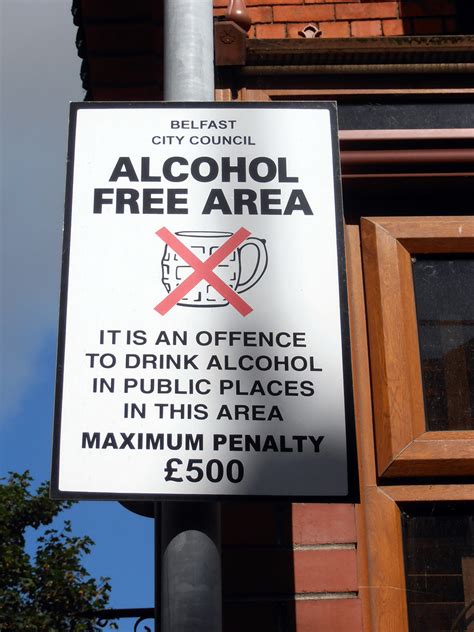 BELFAST
CITY COUNCIL
ALCOHOL
FREE AREA
IT IS AN OFFENCE
TO DRINK ALCOHOL
IN PUBLIC PLACES
IN THIS AREA
MAXIMUM PENALTY
£500